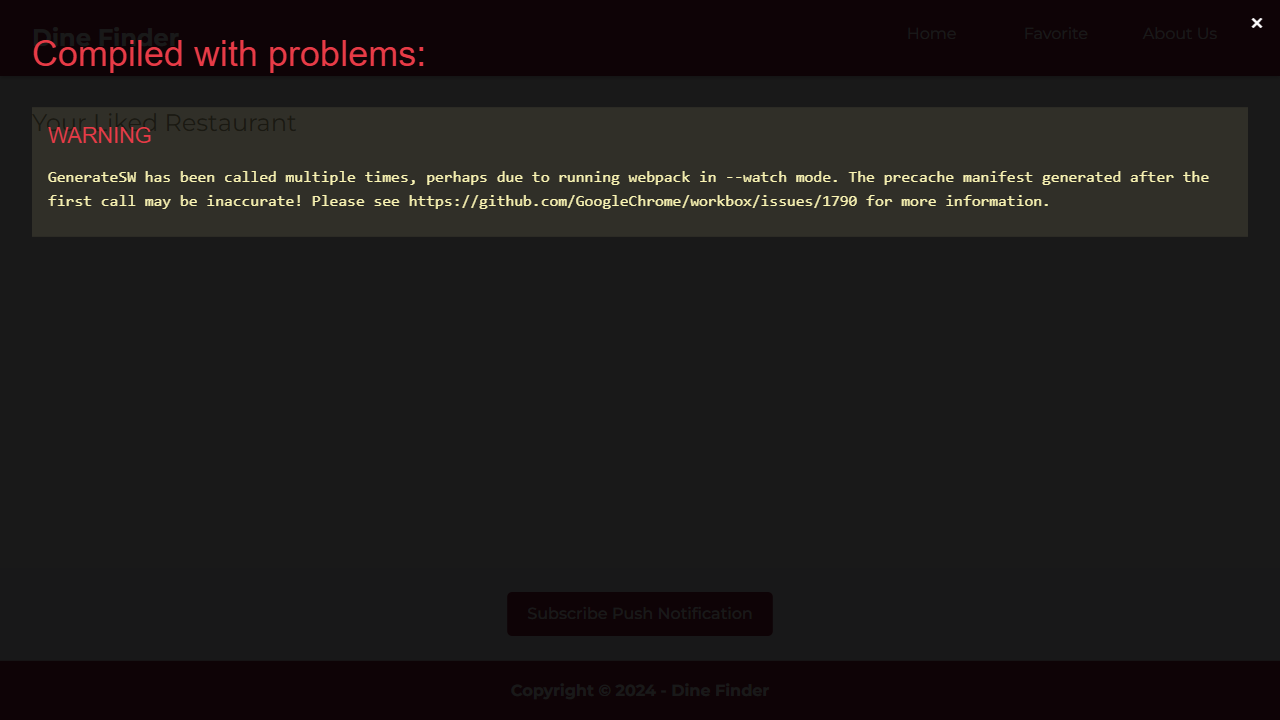 Dine Finder
Home Favorite About Us
×
Compiled with problems:
Your Liked Restaurant
WARNING
GenerateSW has been called multiple times, perhaps due to running webpack in --watch mode. The precache manifest generated after the
first call may be inaccurate! Please see https://github.com/GoogleChrome/workbox/issues/1790 for more information.
Subscribe Push Notification
Copyright © 2024 - Dine Finder